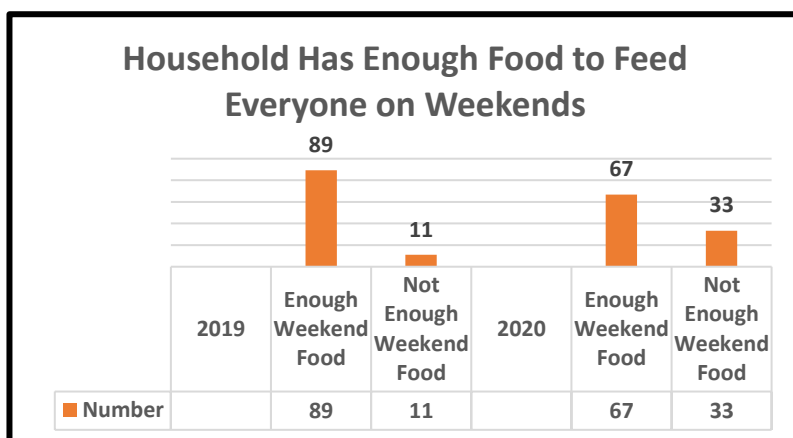 Household Has Enough Food to Feed
Everyone on Weekends
89
11
67
33
2019
Enough
Weekend
Food
Not
Enough
Weekend
Food
2020
Enough
Weekend
Food
Not
Enough
Weekend
Food
Number 89 11 67 33